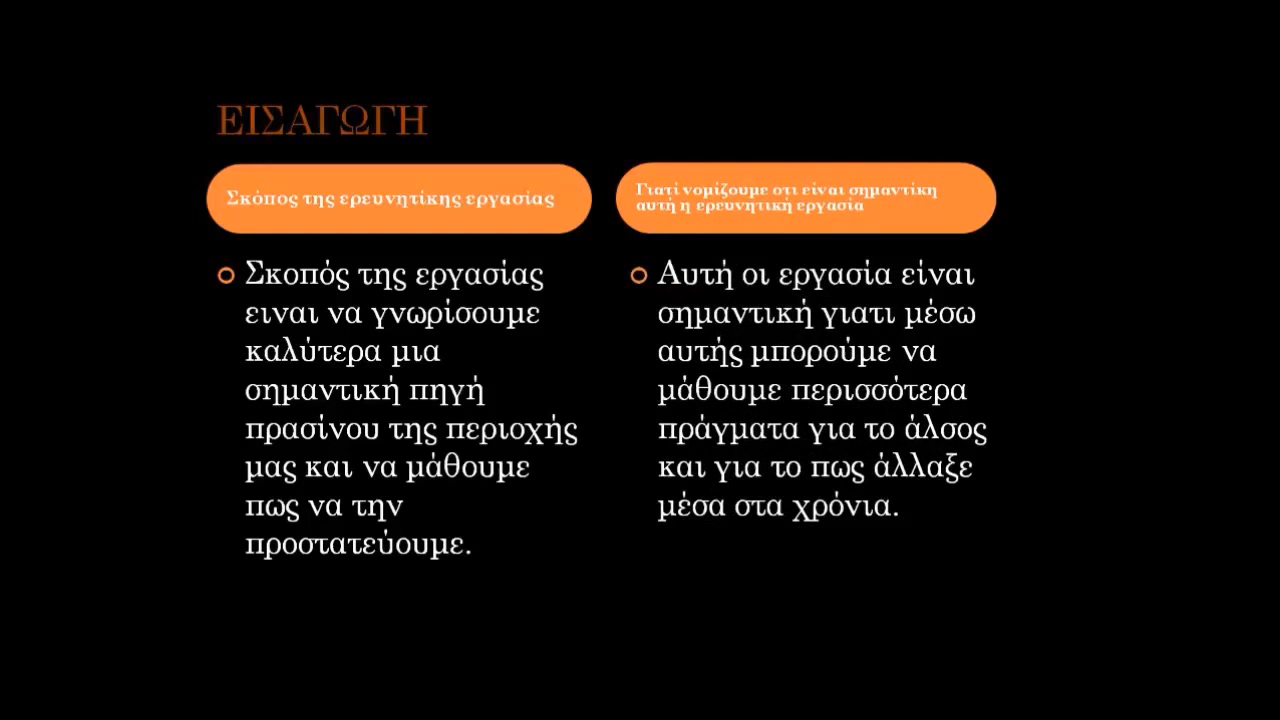 ΕΙΣΑΓΩΓΗ
Σκόπος της ερευνητίκης εργασίας
Σκοπός της εργασίας
ειναι να γνωρίσουμε
καλύτερα μια
σημαντική πηγή
πρασίνου της περιοχής
μας και να μάθουμε
πως να την
προστατεύουμε.
Γιατί νομίζουμε οτι είναι σημαντίκη
αυτή η ερευνητική εργασία
Αυτή οι εργασία είναι
σημαντική γιατι μέσω
αυτής μπορούμε να
μάθουμε περισσότερα
πράγματα για το άλσος
και για το πως άλλαξε
μέσα στα χρόνια.